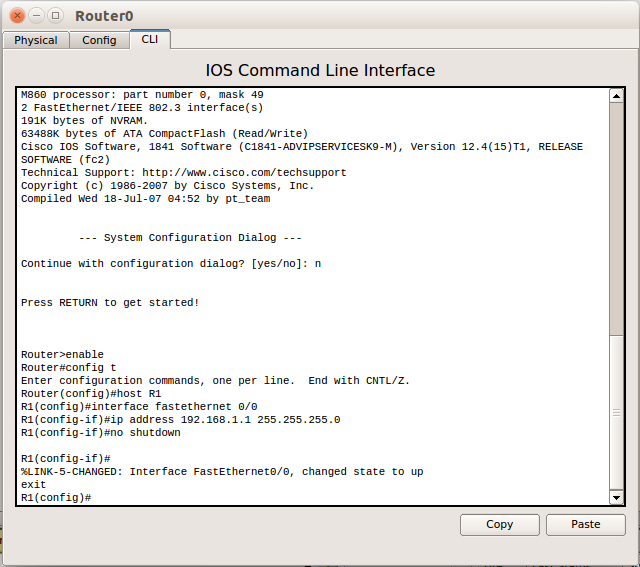 Router0
Physical Config CLI
IOS Command Line Interface
M860 processor: part number 0, mask 49
2 FastEthernet/IEEE 802.3 interface(s)
191K bytes of NVRAM.
63488K bytes of ATA CompactFlash (Read/Write)
Cisco IOS Software, 1841 Software (C1841-ADVIPSERVICESK9-M), Version 12.4(15)T1, RELEASE
SOFTWARE (fc2)
Technical Support: http://www.cisco.com/techsupport
Copyright (c) 1986-2007 by Cisco Systems, Inc.
Compiled Wed 18-Jul-07 04:52 by pt_team
--- System Configuration Dialog ---
Continue with configuration dialog? [yes/no]: n
Press RETURN to get started!
Router>enable
Router#config t
Enter configuration commands, one per line.  End with CNTL/Z.
Router(config)#host R1
R1(config)#interface fastethernet 0/0
R1(config-if)#ip address 192.168.1.1 255.255.255.0
R1(config-if)#no shutdown
R1(config-if)#
%LINK-5-CHANGED: Interface FastEthernet0/0, changed state to up
exit
R1(config)#
Copy Paste